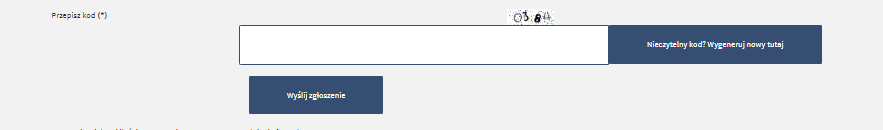 Przepisz kod (*)
Nieczytelny kod? Wygeneruj nowy tutaj
Wyślij zgłoszenie